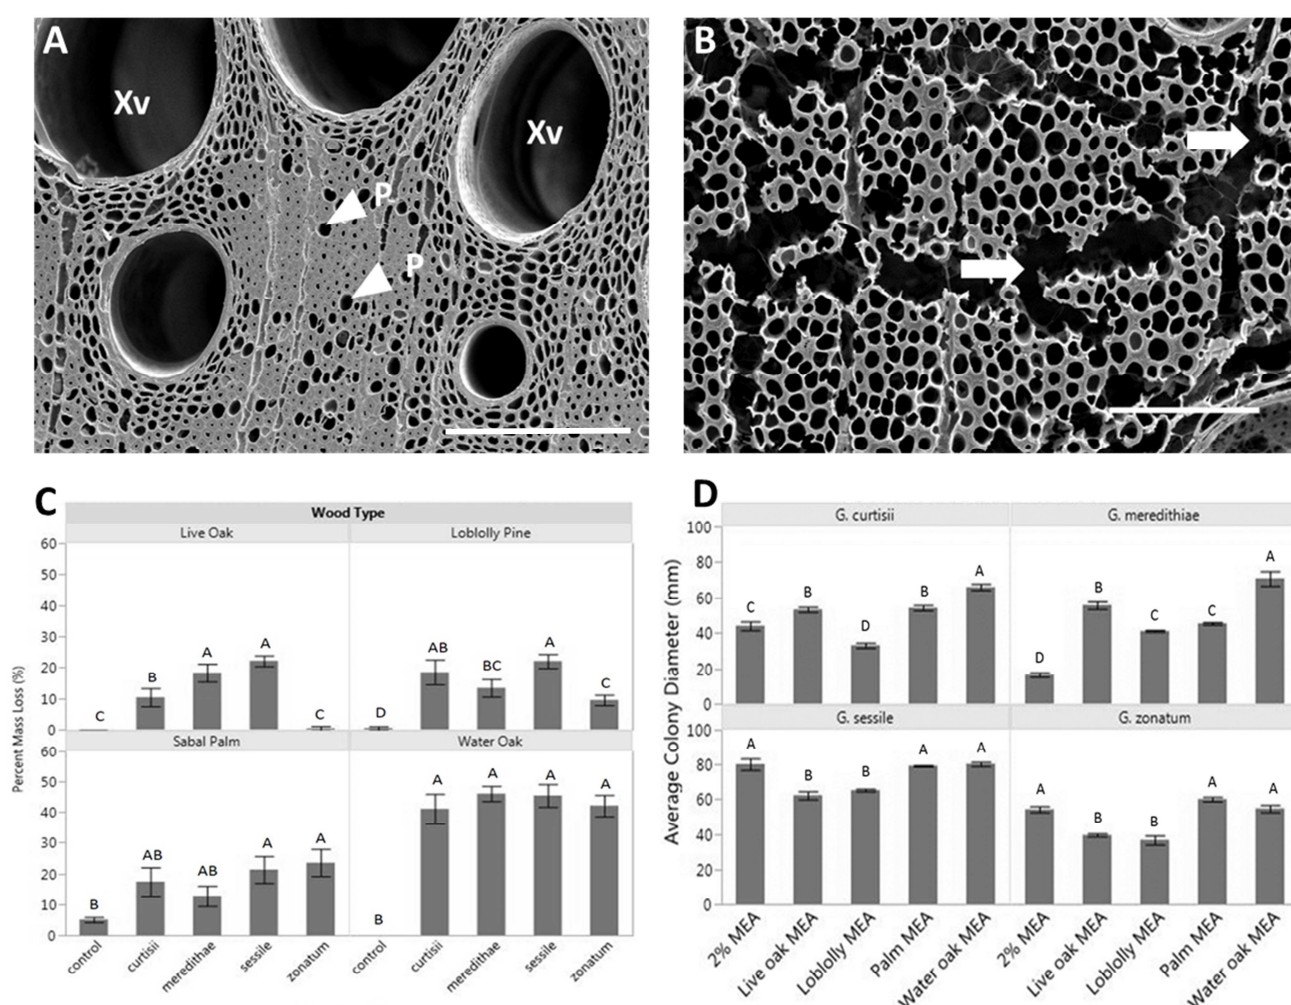 A
Xv
Xv
P
P
B
C
Wood Type
Live Oak
Loblolly Pine
Percent Mass Loss (%)
60
50
40
30
20
10
0
C
B
A
A
C
D
AB
BC
A
C
Sabal Palm
Water Oak
60
50
40
30
20
10
0
B
AB
AB
A
A
B
A
A
A
A
control
curtisii
meredithae
sessile
zonatum
control
curtisii
meredithae
sessile
zonatum
D
G. curtisii
G. meredithiae
Average Colony Diameter (mm)
100
80
60
40
20
0
C
B
D
B
A
D
B
C
C
A
G. sessile
G. zonatum
100
80
60
40
20
0
A
B
B
A
A
A
B
B
A
A
2% MEA
Live oak MEA
Loblolly MEA
Palm MEA
Water oak MEA
2% MEA
Live oak MEA
Loblolly MEA
Palm MEA
Water oak MEA